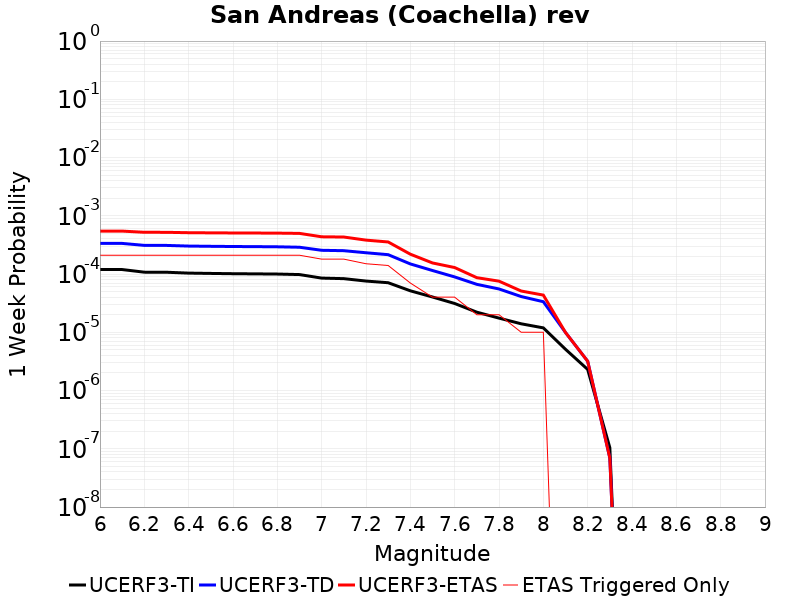 San Andreas (Coachella) rev
10^0
10^-1
10^-2
10^-3
10^-4
10^-5
10^-6
10^-7
10^-8
1 Week Probability
6 6.2 6.4 6.6 6.8 7 7.2 7.4 7.6 7.8 8 8.2 8.4 8.6 8.8 9
Magnitude
UCERF3-TI UCERF3-TD UCERF3-ETAS ETAS Triggered Only